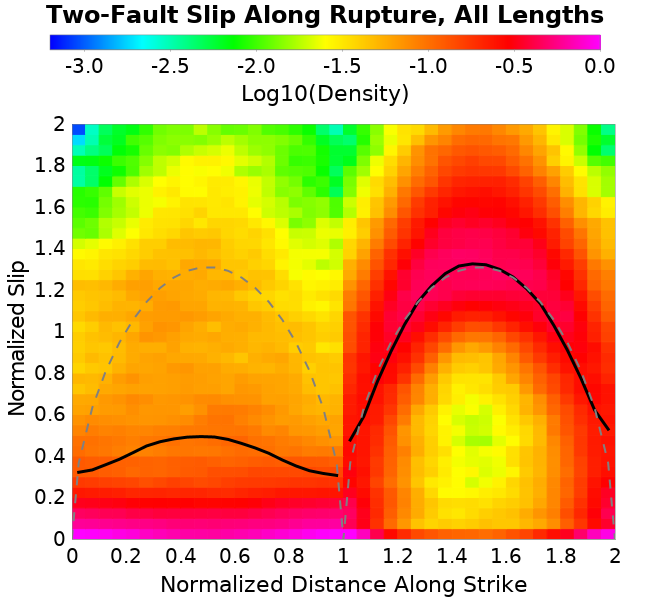 Two-Fault Slip Along Rupture, All Lengths
-3.0 -2.5 -2.0 -1.5 -1.0 -0.5 0.0
Log10(Density)
Normalized Slip
2
1.8
1.6
1.4
1.2
1
0.8
0.6
0.4
0.2
0
0 0.2 0.4 0.6 0.8 1 1.2 1.4 1.6 1.8 2
Normalized Distance Along Strike